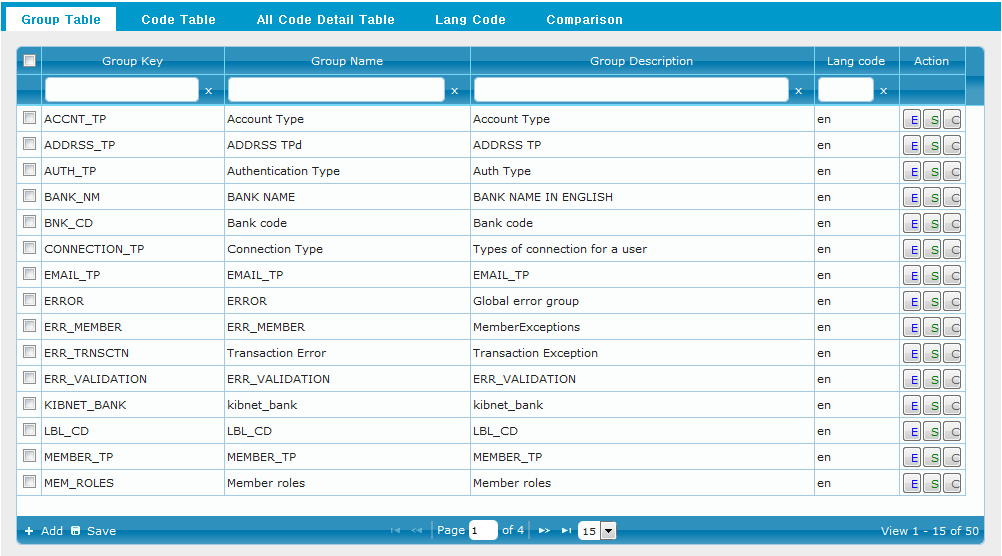 Group Table Code Table All Code Detail Table Lang Code Comparison
Group Key Group Name Group Description Lang code Action
x x x x
ACCNT_TP Account Type Account Type en E S C
ADDRSS_TP ADDRSS TPd ADDRSS TP en E S C
AUTH_TP Authentication Type Auth Type en E S C
BANK_NM BANK NAME BANK NAME IN ENGLISH en E S C
BNK_CD Bank code Bank code en E S C
CONNECTION_TP Connection Type Types of connection for a user en E S C
EMAIL_TP EMAIL_TP EMAIL_TP en E S C
ERROR ERROR Global error group en E S C
ERR_MEMBER ERR_MEMBER MemberExceptions en E S C
ERR_TRNSCTN Transaction Error Transaction Exception en E S C
ERR_VALIDATION ERR_VALIDATION ERR_VALIDATION en E S C
KIBNET_BANK kibnet_bank kibnet_bank en E S C
LBL_CD LBL_CD LBL_CD en E S C
MEMBER_TP MEMBER_TP MEMBER_TP en E S C
MEM_ROLES Member roles Member roles en E S C
+ Add Save Page 1 of 4 15 View 1 - 15 of 50